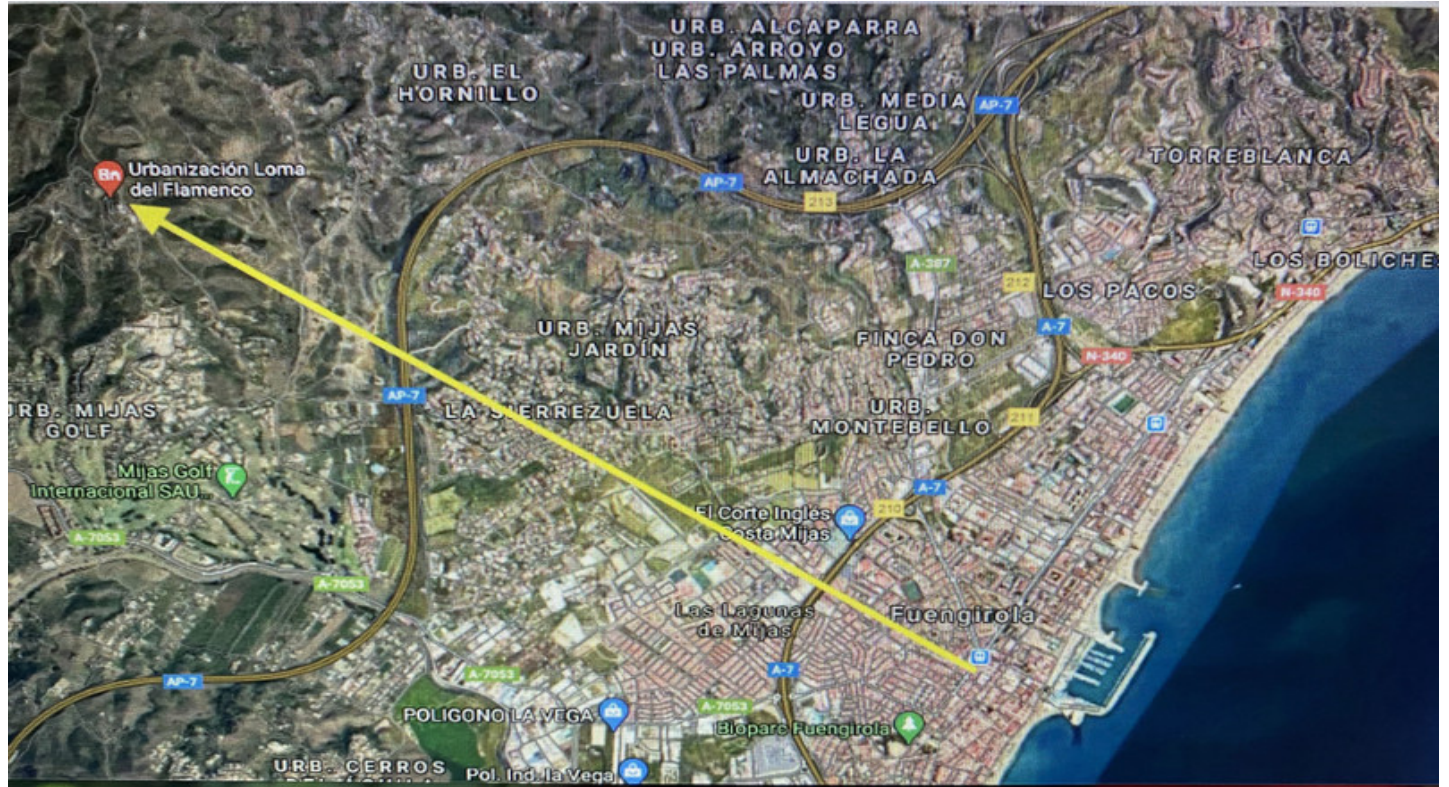 URB. ALCAPARRA
URB. ARROYO
LAS PALMAS
URB. EL
HORNILLO
URB. MEDIA
LEGUA
AP-7
URB. LA
ALMACHADA
TORREBLANCA
Urbanización Loma
del Flamenco
AP-7
213
A-387
212
LOS BOLICHE
LOS PACOS
N-340
URB. MIJAS
JARDÍN
A-7
FINCA DON
PEDRO
N-340
AP-7
URB. MIJAS
GOLF
LA SIERREZUELA
URB.
MONTEBELLO
211
Mijas Golf
Internacional SAU...
A-7
El Corte Inglés
Costa Mijas
210
A-7053
A-7053
Las Lagunas
de Mijas
Fuengirola
A-7053
A-7
AP-7
A-7053
POLIGONO LA VEGA
Bioparc Fuengirola
URB. CERROS
Pol. Ind. la Vega